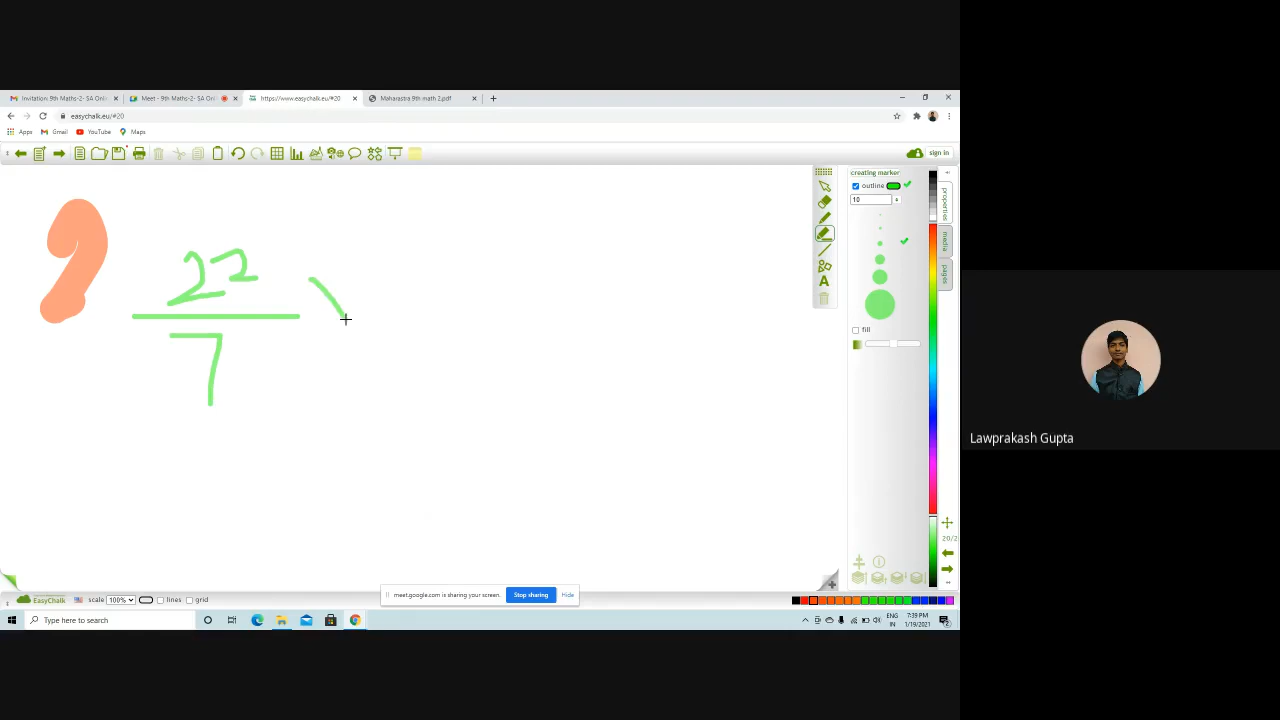 Invitation: 9th Maths-2- SA Onli
Meet - 9th Maths-2- SA Onl
https://www.easychalk.eu/#20
Maharastra 9th math 2.pdf
easychalk.eu/#20
Apps
Gmail
YouTube
Maps
sign in
creating marker
outline
10
fill
properties
media
pages
20/2
22
7
Lawprakash Gupta
meet.google.com is sharing your screen.
Stop sharing
Hide
EasyChalk
scale
100%
lines
grid
Type here to search
ENG
IN
7:39 PM
1/19/2021